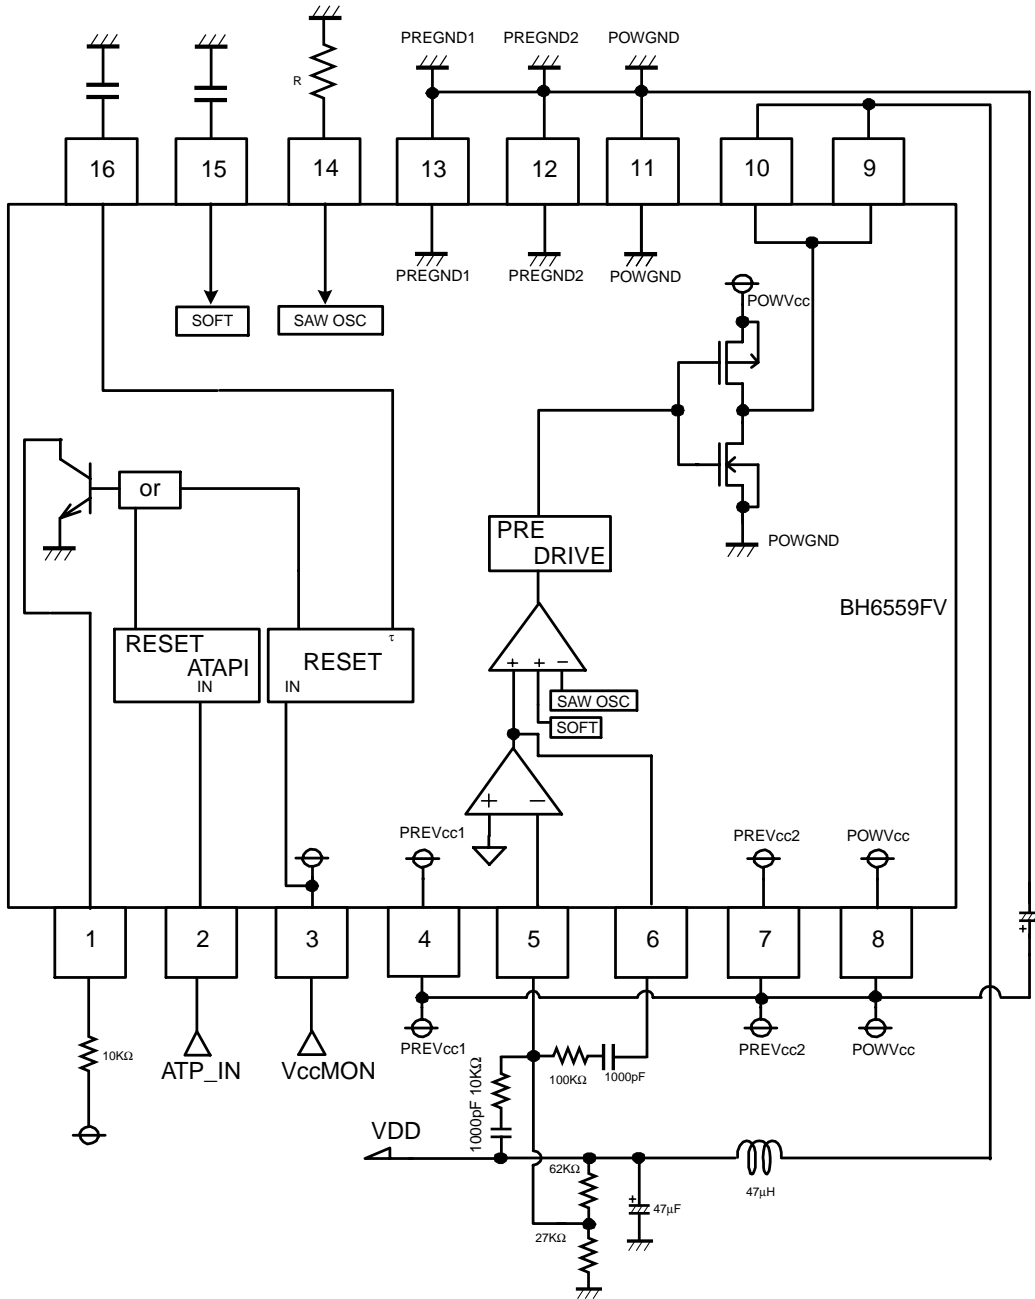 PREGND1 PREGND2 POWGND
R
16 15 14 13 12 11 10 9
PREGND1 PREGND2 POWGND
SOFT SAW OSC
POWVcc
or
PRE
DRIVE
POWGND
BH6559FV
RESET
ATAPI
IN
τ
RESET
IN
+ + −
SAW OSC
SOFT
+ −
PREVcc1 PREVcc2 POWVcc
1 2 3 4 5 6 7 8
+
10KΩ
ATP_IN
VccMON
PREVcc1 PREVcc2 POWVcc
1000pF 10KΩ
100KΩ
1000pF
VDD
62KΩ
27KΩ
+
47μF
47μH